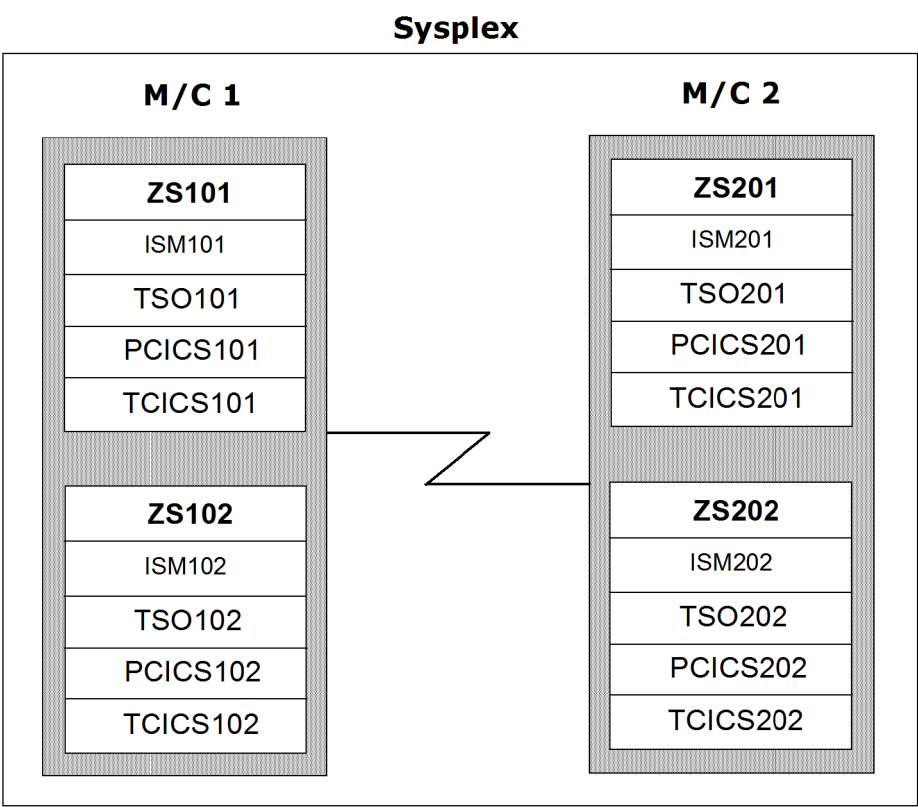 Sysplex
M/C 1
ZS101
ISM101
TSO101
PCICS101
TCICS101
ZS102
ISM102
TSO102
PCICS102
TCICS102
M/C 2
ZS201
ISM201
TSO201
PCICS201
TCICS201
ZS202
ISM202
TSO202
PCICS202
TCICS202